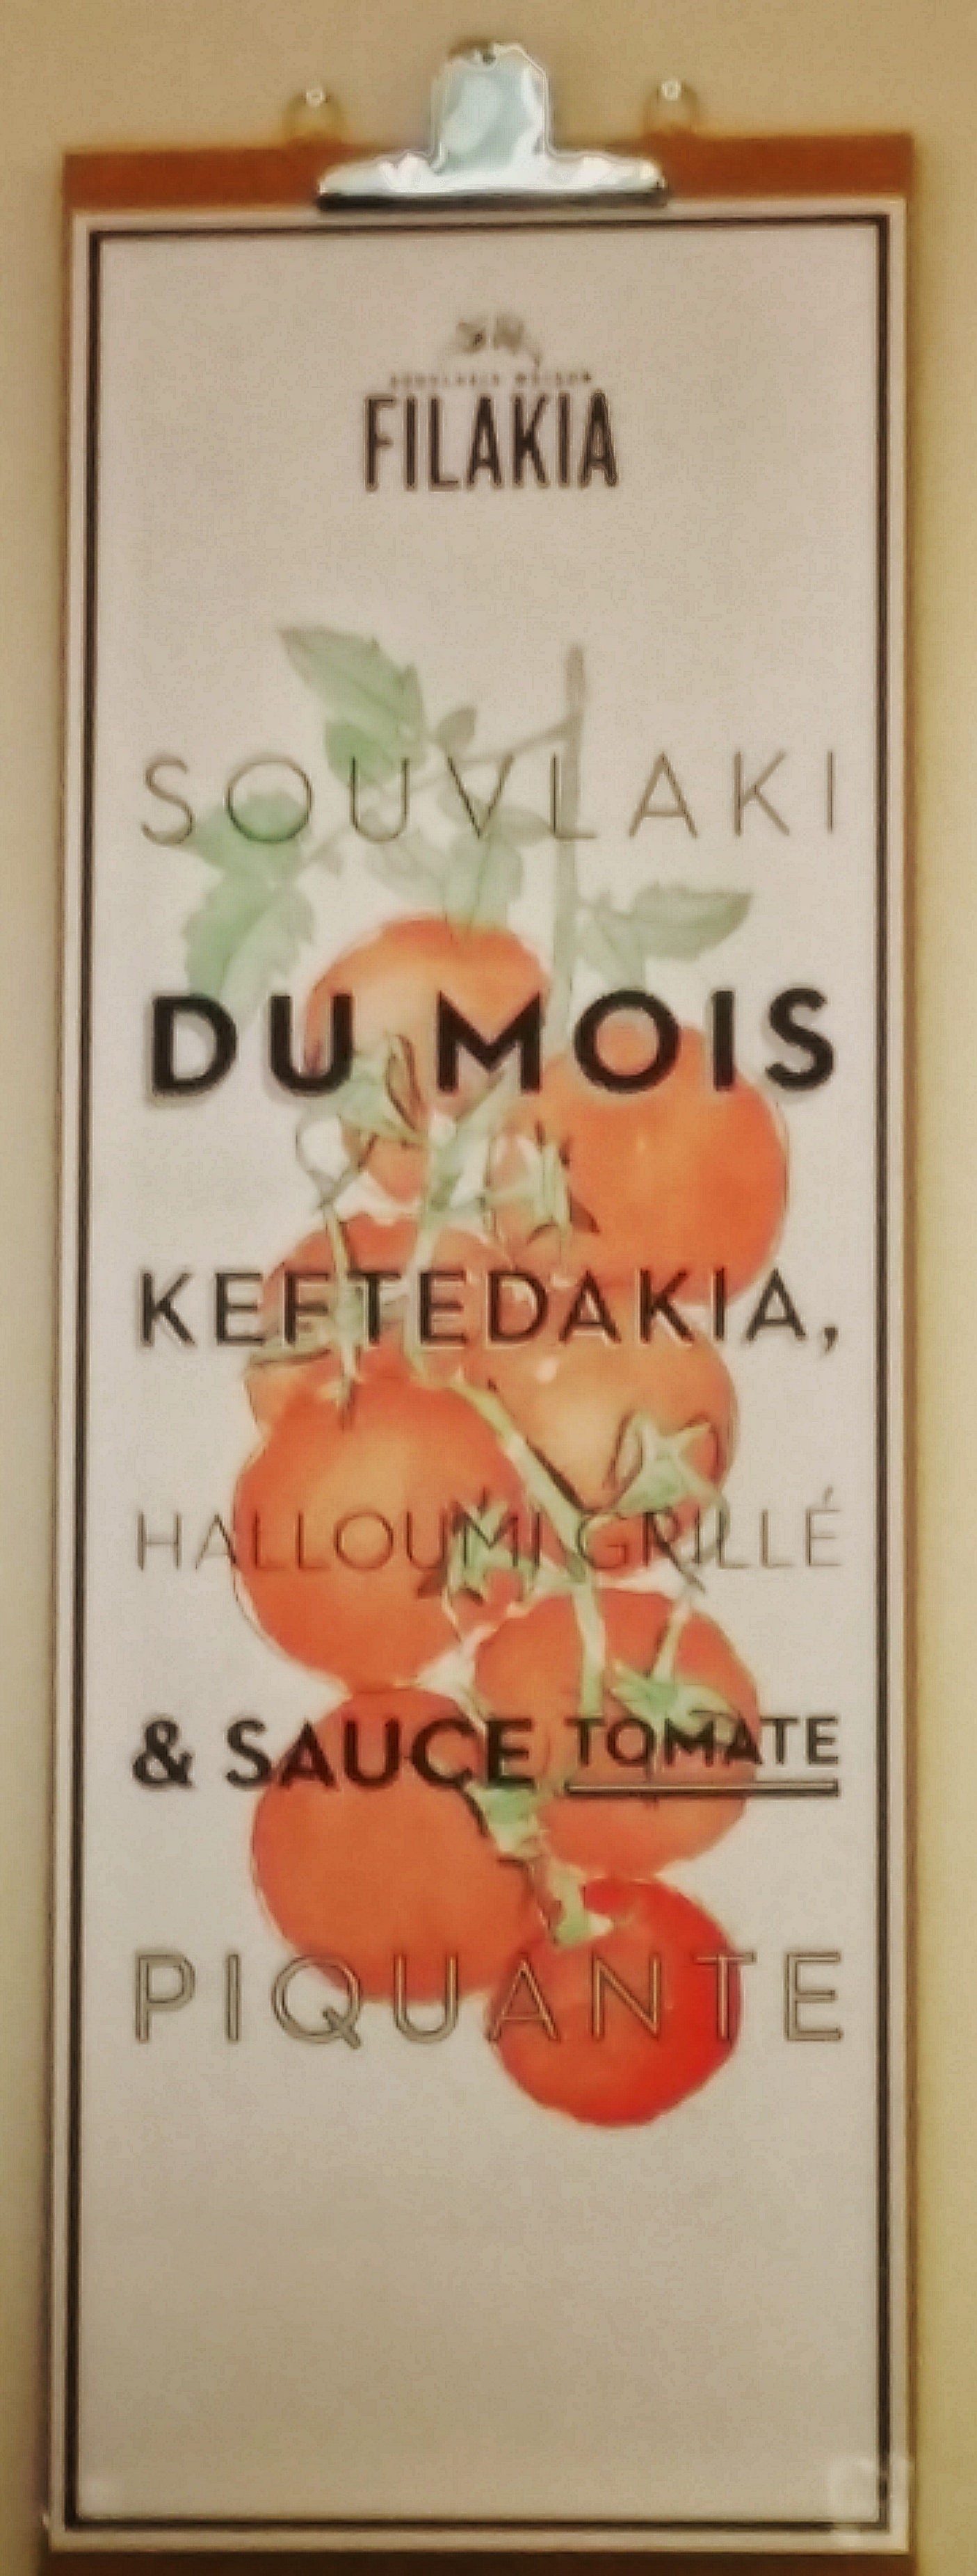 FILAKIA
SOUVLAKI
DU MOIS
KEFTEDAKIA,
HALLOUMI GRILLÉ
& SAUCE TOMATE
PIQUANTE